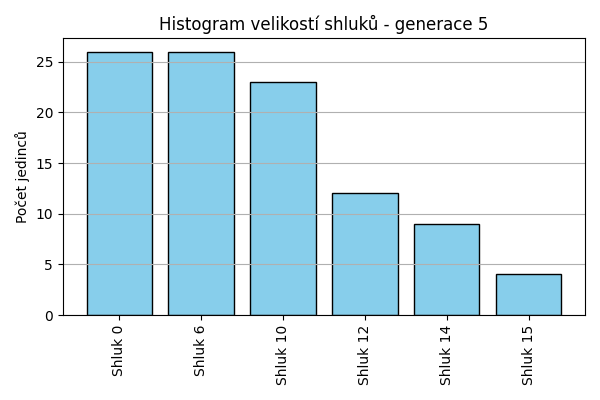 Histogram velikostí shluků - generace 5
Počet jedinců
25
20
15
10
5
0
Shluk 0
Shluk 6
Shluk 10
Shluk 12
Shluk 14
Shluk 15